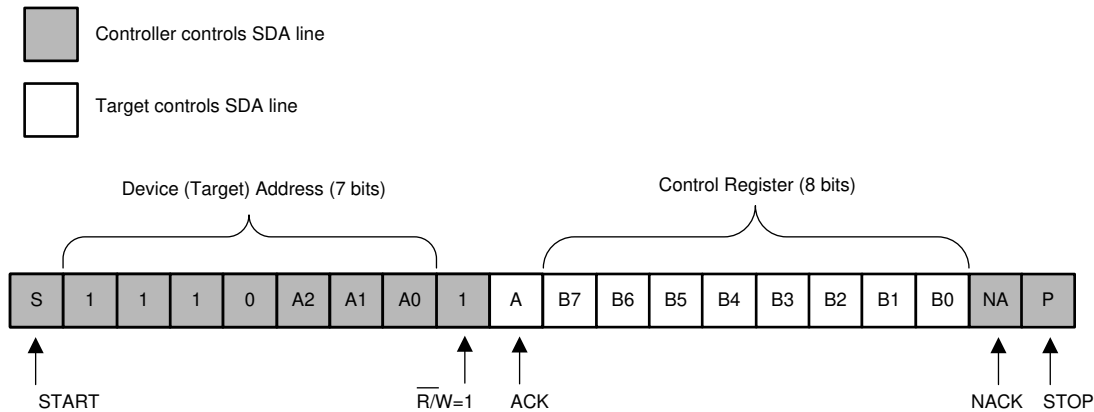 Controller controls SDA line
Target controls SDA line
Device (Target) Address (7 bits)
Control Register (8 bits)
S 1 1 1 0 A2 A1 A0 1 A B7 B6 B5 B4 B3 B2 B1 B0 NA P
START
R/W=1
ACK
NACK
STOP